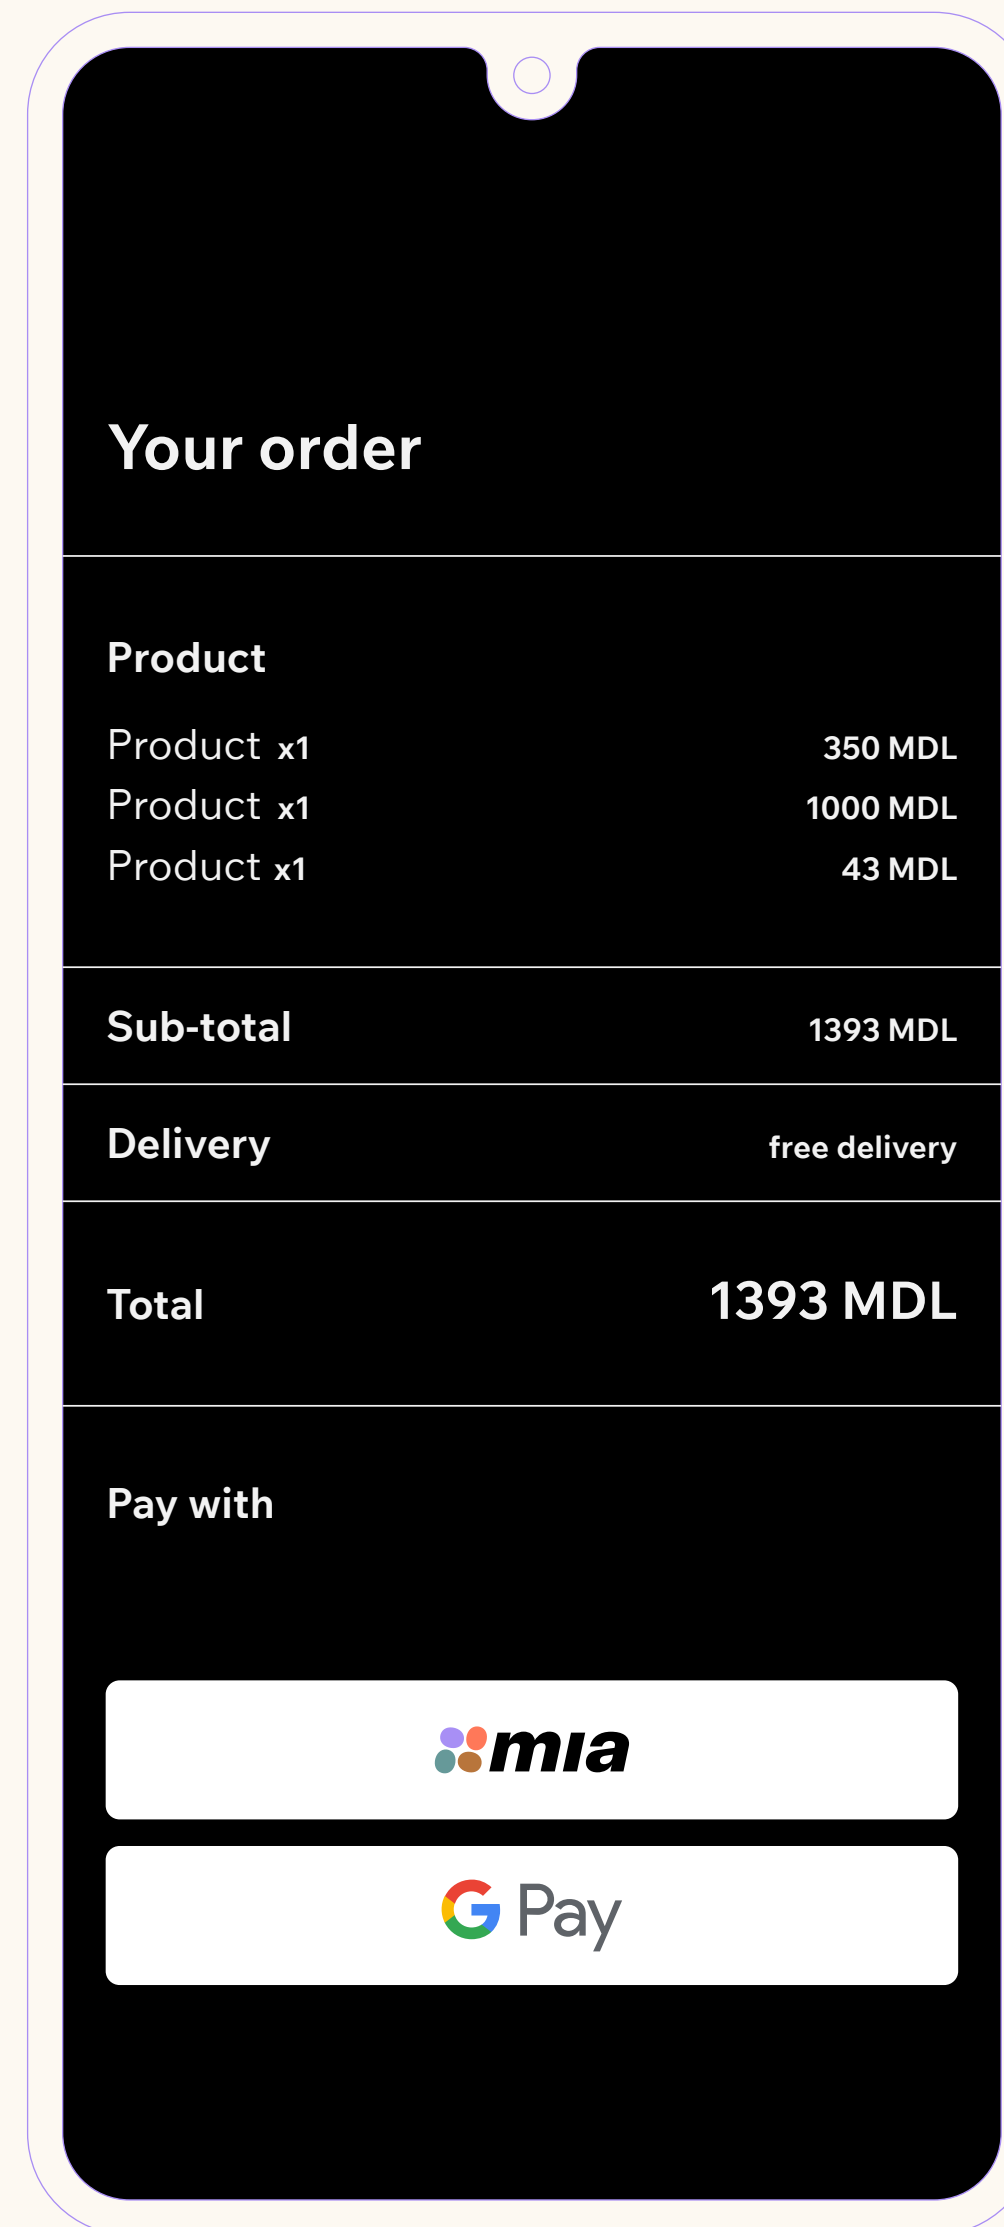 Your order
Product
Product x1 350 MDL
Product x1 1000 MDL
Product x1 43 MDL
Sub-total 1393 MDL
Delivery free delivery
Total 1393 MDL
Pay with
mıa
G Pay